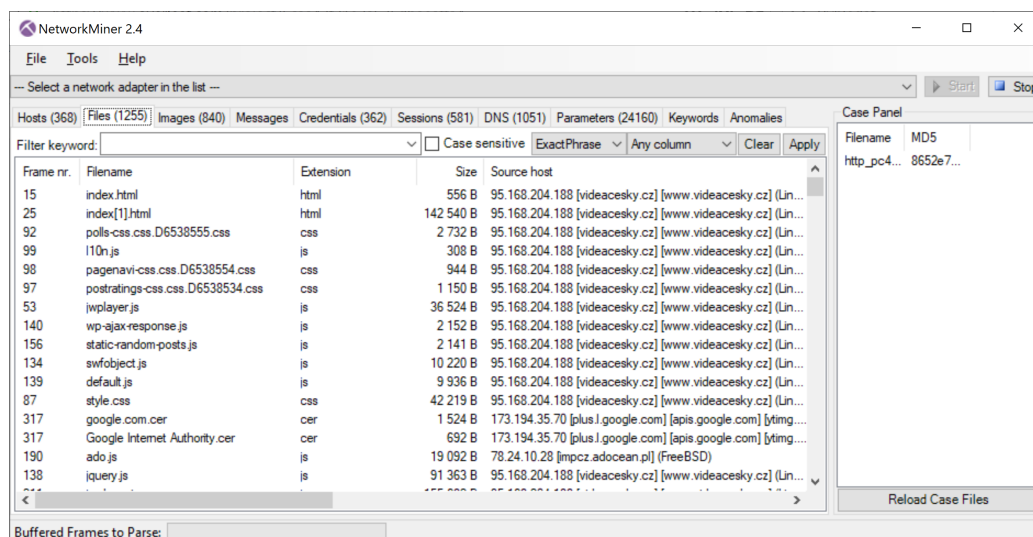 NetworkMiner 2.4
File Tools Help
--- Select a network adapter in the list ---
Start
Stop
Hosts (368) Files (1255) Images (840) Messages Credentials (362) Sessions (581) DNS (1051) Parameters (24160) Keywords Anomalies
Filter keyword: Case sensitive ExactPhrase Any column Clear Apply
Frame nr. Filename Extension Size Source host
15 index.html html 556 B 95.168.204.188 [videacesky.cz] [www.videacesky.cz] (Lin...
25 index[1].html html 142 540 B 95.168.204.188 [videacesky.cz] [www.videacesky.cz] (Lin...
92 polls-css.css.D6538555.css css 2 732 B 95.168.204.188 [videacesky.cz] [www.videacesky.cz] (Lin...
99 l10n.js js 308 B 95.168.204.188 [videacesky.cz] [www.videacesky.cz] (Lin...
98 pagenavi-css.css.D6538554.css css 944 B 95.168.204.188 [videacesky.cz] [www.videacesky.cz] (Lin...
97 postratings-css.css.D6538534.css css 1 150 B 95.168.204.188 [videacesky.cz] [www.videacesky.cz] (Lin...
53 jwplayer.js js 36 524 B 95.168.204.188 [videacesky.cz] [www.videacesky.cz] (Lin...
140 wp-ajax-response.js js 2 152 B 95.168.204.188 [videacesky.cz] [www.videacesky.cz] (Lin...
156 static-random-posts.js js 2 141 B 95.168.204.188 [videacesky.cz] [www.videacesky.cz] (Lin...
134 swfobject.js js 10 220 B 95.168.204.188 [videacesky.cz] [www.videacesky.cz] (Lin...
139 default.js js 9 936 B 95.168.204.188 [videacesky.cz] [www.videacesky.cz] (Lin...
87 style.css css 42 219 B 95.168.204.188 [videacesky.cz] [www.videacesky.cz] (Lin...
317 google.com.cer cer 1 524 B 173.194.35.70 [plus.l.google.com] [apis.google.com] [ytimg....
317 Google Internet Authority.cer cer 692 B 173.194.35.70 [plus.l.google.com] [apis.google.com] [ytimg....
190 ado.js js 19 092 B 78.24.10.28 [impcz.adocean.pl] (FreeBSD)
138 jquery.js js 91 363 B 95.168.204.188 [videacesky.cz] [www.videacesky.cz] (Lin...
Case Panel
Filename MD5
http_pc4... 8652e7...
Reload Case Files
Buffered Frames to Parse: